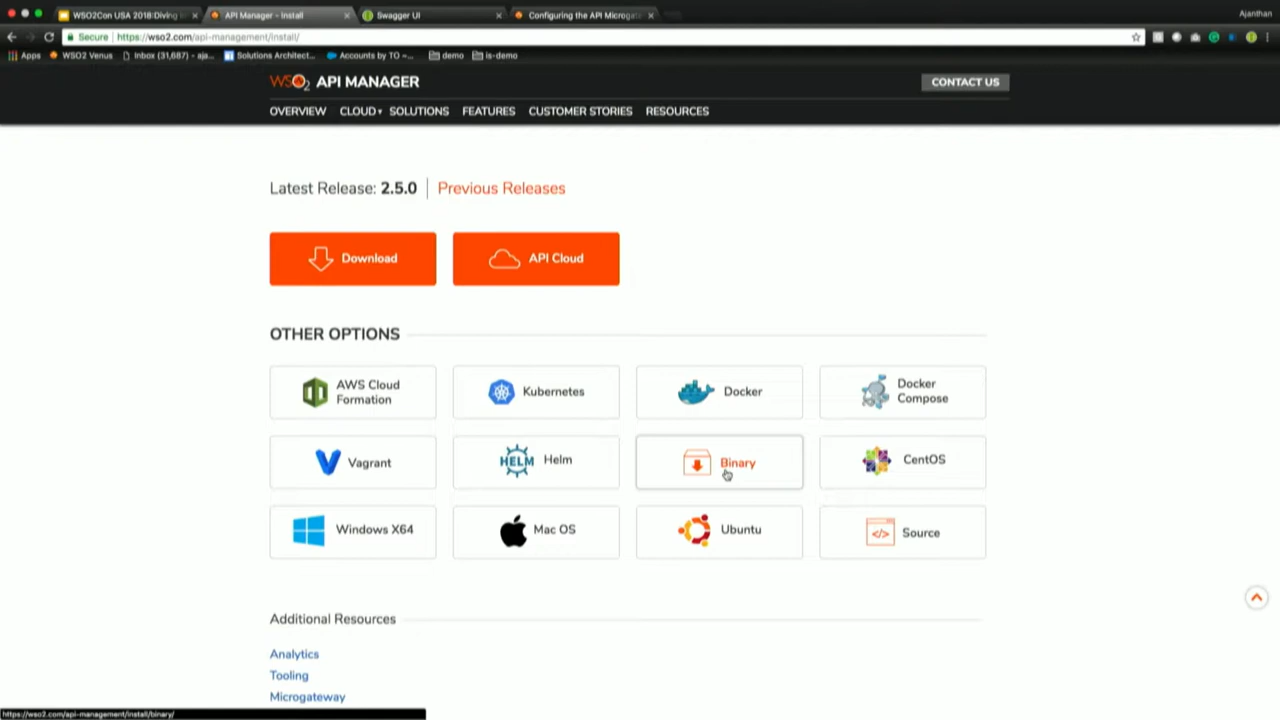 WSO2Con USA 2018:Diving
API Manager - Install
Swagger UI
Configuring the API Microgate
Ajanthan
Secure
https://wso2.com/api-management/install/
Apps
WSO2 Venus
Inbox (31,687) - aja...
Solutions Architect...
Accounts by TO –...
demo
is-demo
WSO2 API MANAGER
CONTACT US
OVERVIEW CLOUD SOLUTIONS FEATURES CUSTOMER STORIES RESOURCES
Latest Release: 2.5.0
Previous Releases
Download
API Cloud
OTHER OPTIONS
AWS Cloud
Formation
Kubernetes
Docker
Docker
Compose
Vagrant
HELM Helm
Binary
CentOS
Windows X64
Mac OS
Ubuntu
Source
Additional Resources
Analytics
Tooling
Microgateway
https://wso2.com/api-management/install/binary/